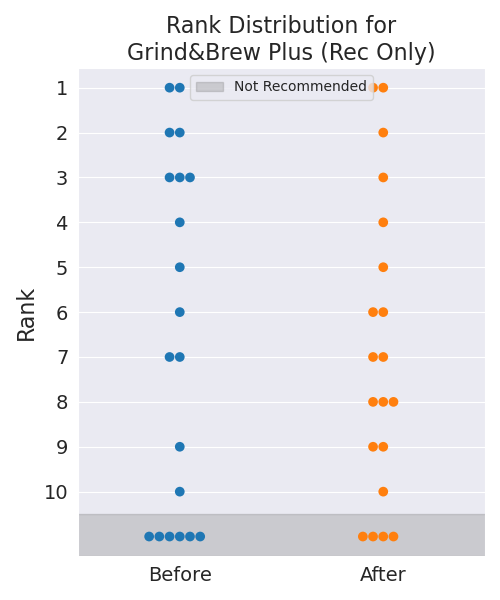 Rank Distribution for
Grind&Brew Plus (Rec Only)
Not Recommended
1
2
3
4
5
6
7
8
9
10
Rank
Before
After